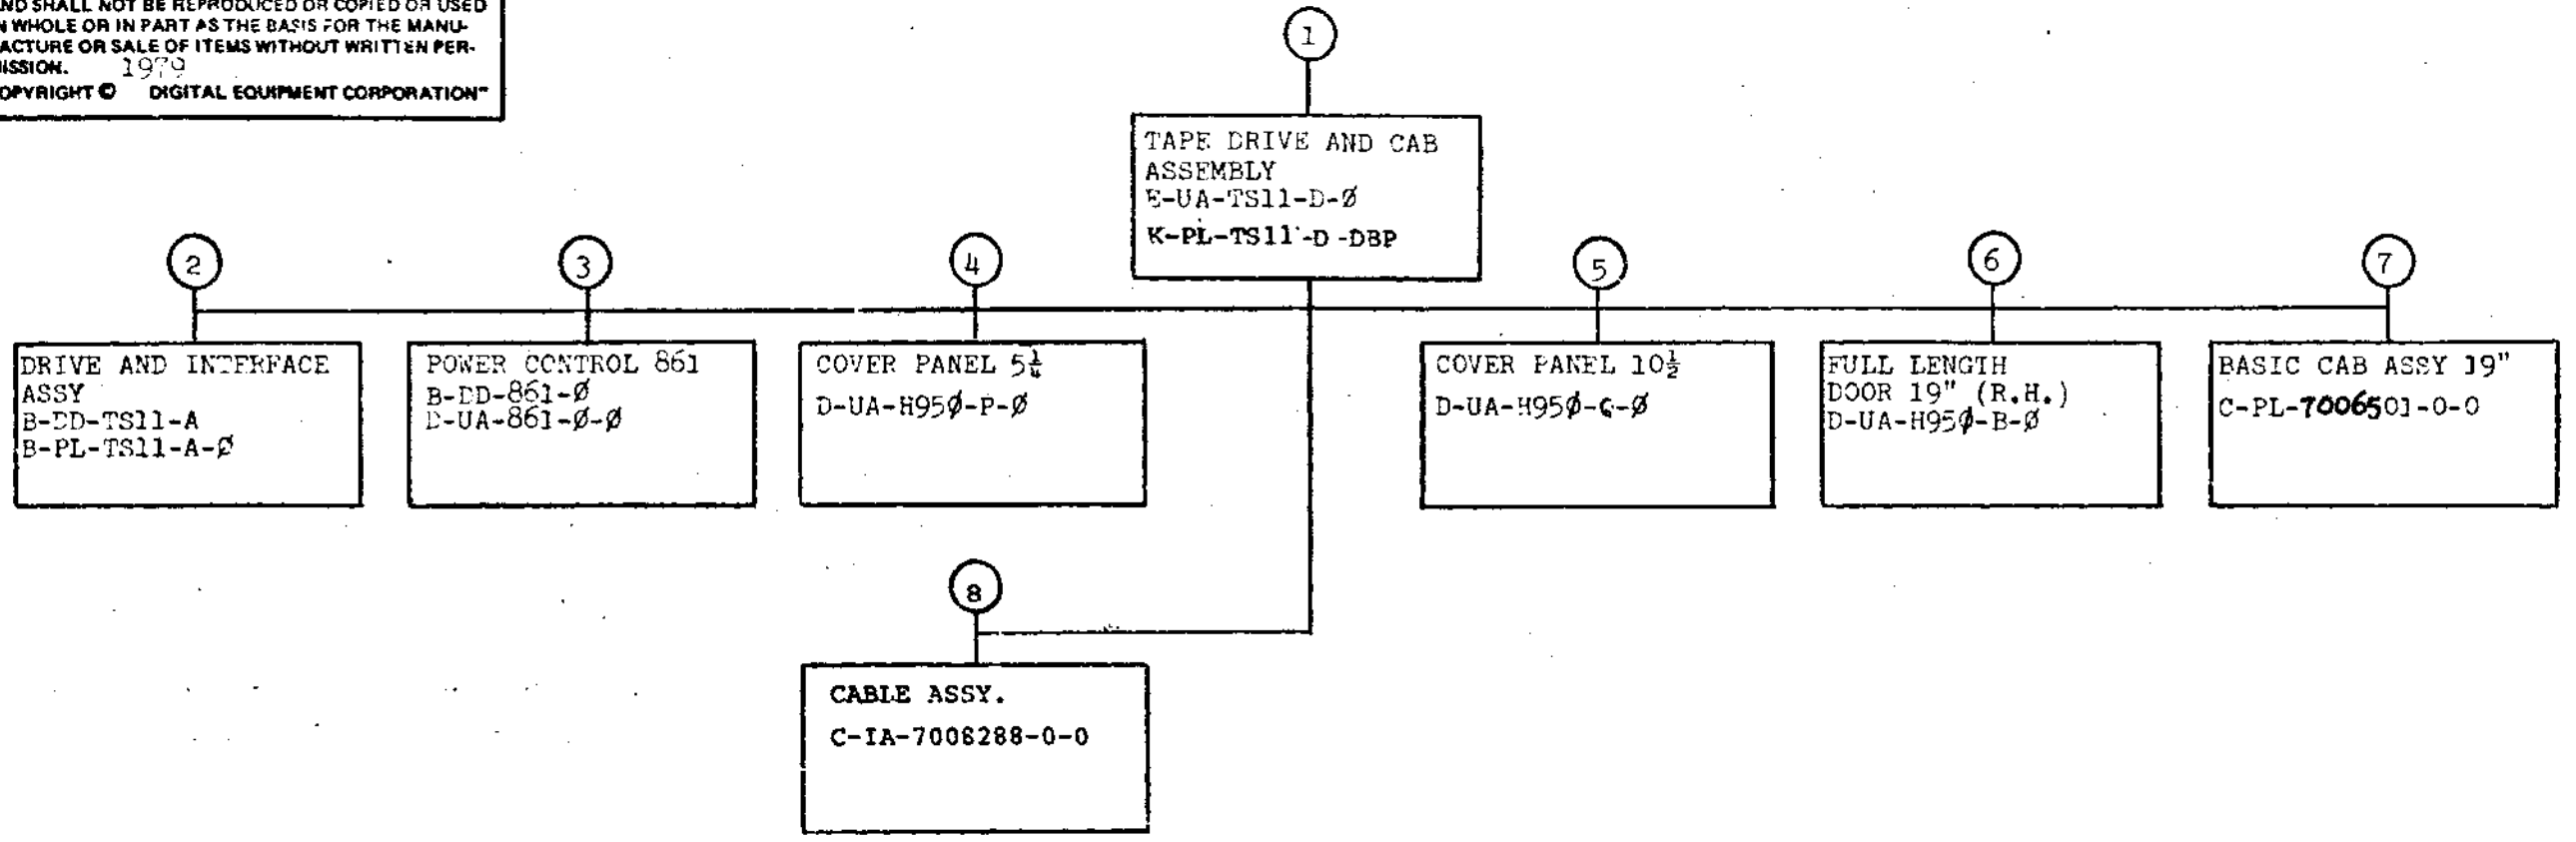 AND SHALL NOT BE REPRODUCED OR COPIED OR USED
N WHOLE OR IN PART AS THE BASIS FOR THE MANU-
ACTURE OR SALE OF ITEMS WITHOUT WRITTEN PER-
ISSION. 1979
OPYRIGHT © DIGITAL EQUIPMENT CORPORATION"
1
TAPE DRIVE AND CAB
ASSEMBLY
E-UA-TS11-D-Ø
K-PL-TS11-D-DBP
2
DRIVE AND INTERFACE
ASSY
B-DD-TS11-A
B-PL-TS11-A-Ø
3
POWER CONTROL 861
B-DD-861-Ø
D-UA-861-Ø-Ø
4
COVER PANEL 5¼
D-UA-H95Ø-P-Ø
5
COVER PANEL 10½
D-UA-H95Ø-G-Ø
6
FULL LENGTH
DOOR 19" (R.H.)
D-UA-H95Ø-B-Ø
7
BASIC CAB ASSY 19"
C-PL-7006501-0-0
8
CABLE ASSY.
C-IA-7008288-0-0